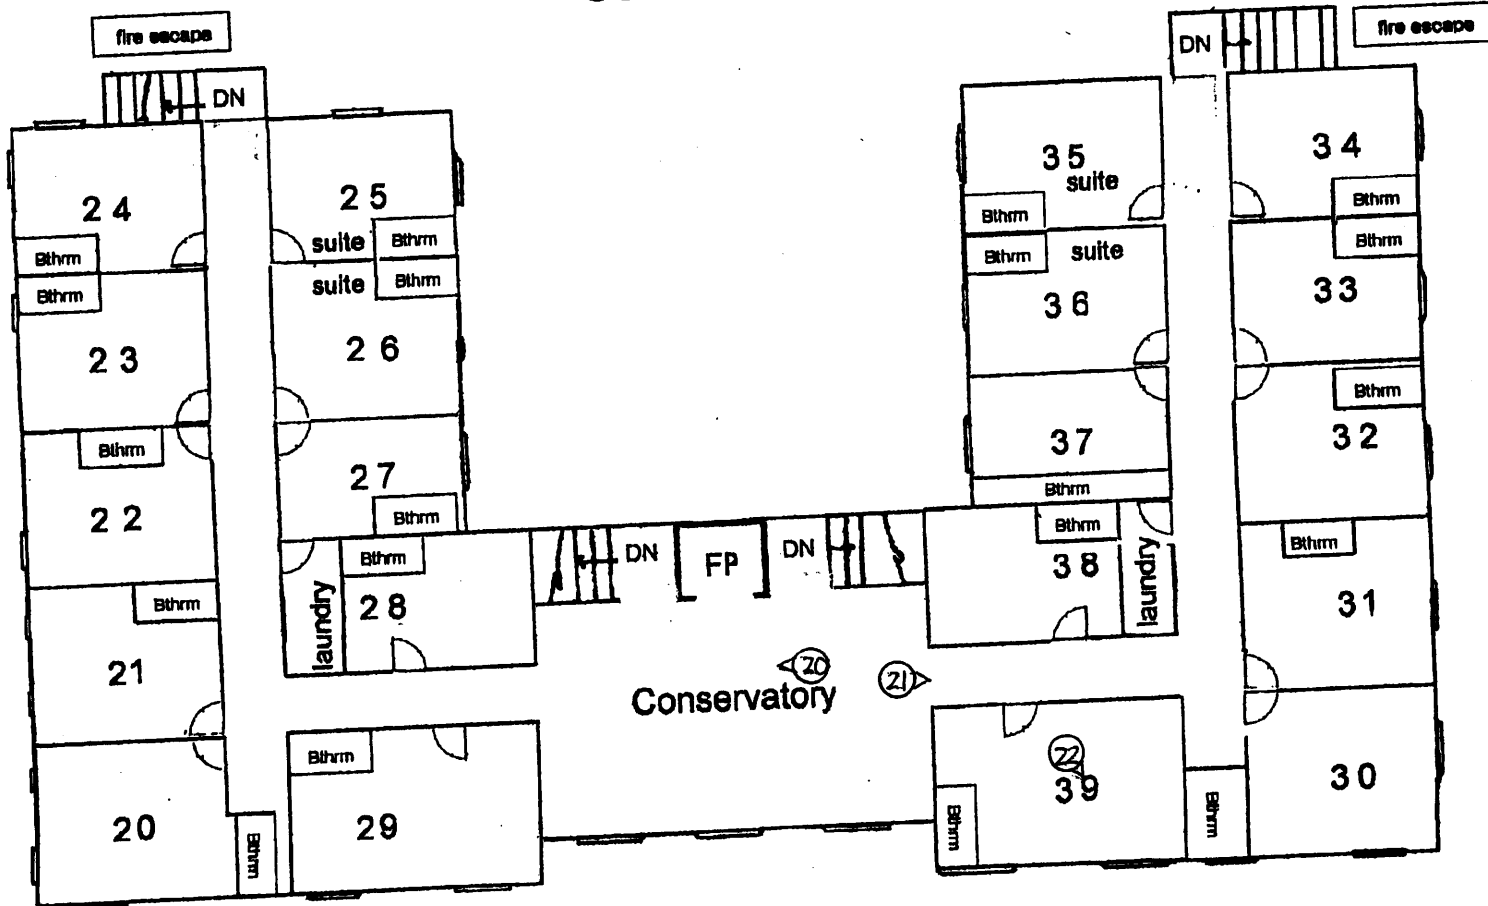 fire escape
fire escape
DN
DN
24
25
35
suite
34
Bthrm
suite
Bthrm
Bthrm
Bthrm
Bthrm
suite
Bthrm
Bthrm
suite
Bthrm
Bthrm
23
26
36
33
Bthrm
22
27
Bthrm
37
Bthrm
Bthrm
32
Bthrm
21
laundry
Bthrm
28
DN
FP
DN
Bthrm
38
laundry
Bthrm
31
20
21
Conservatory
20
Bthrm
Bthrm
29
22
39
Bthrm
Bthrm
30